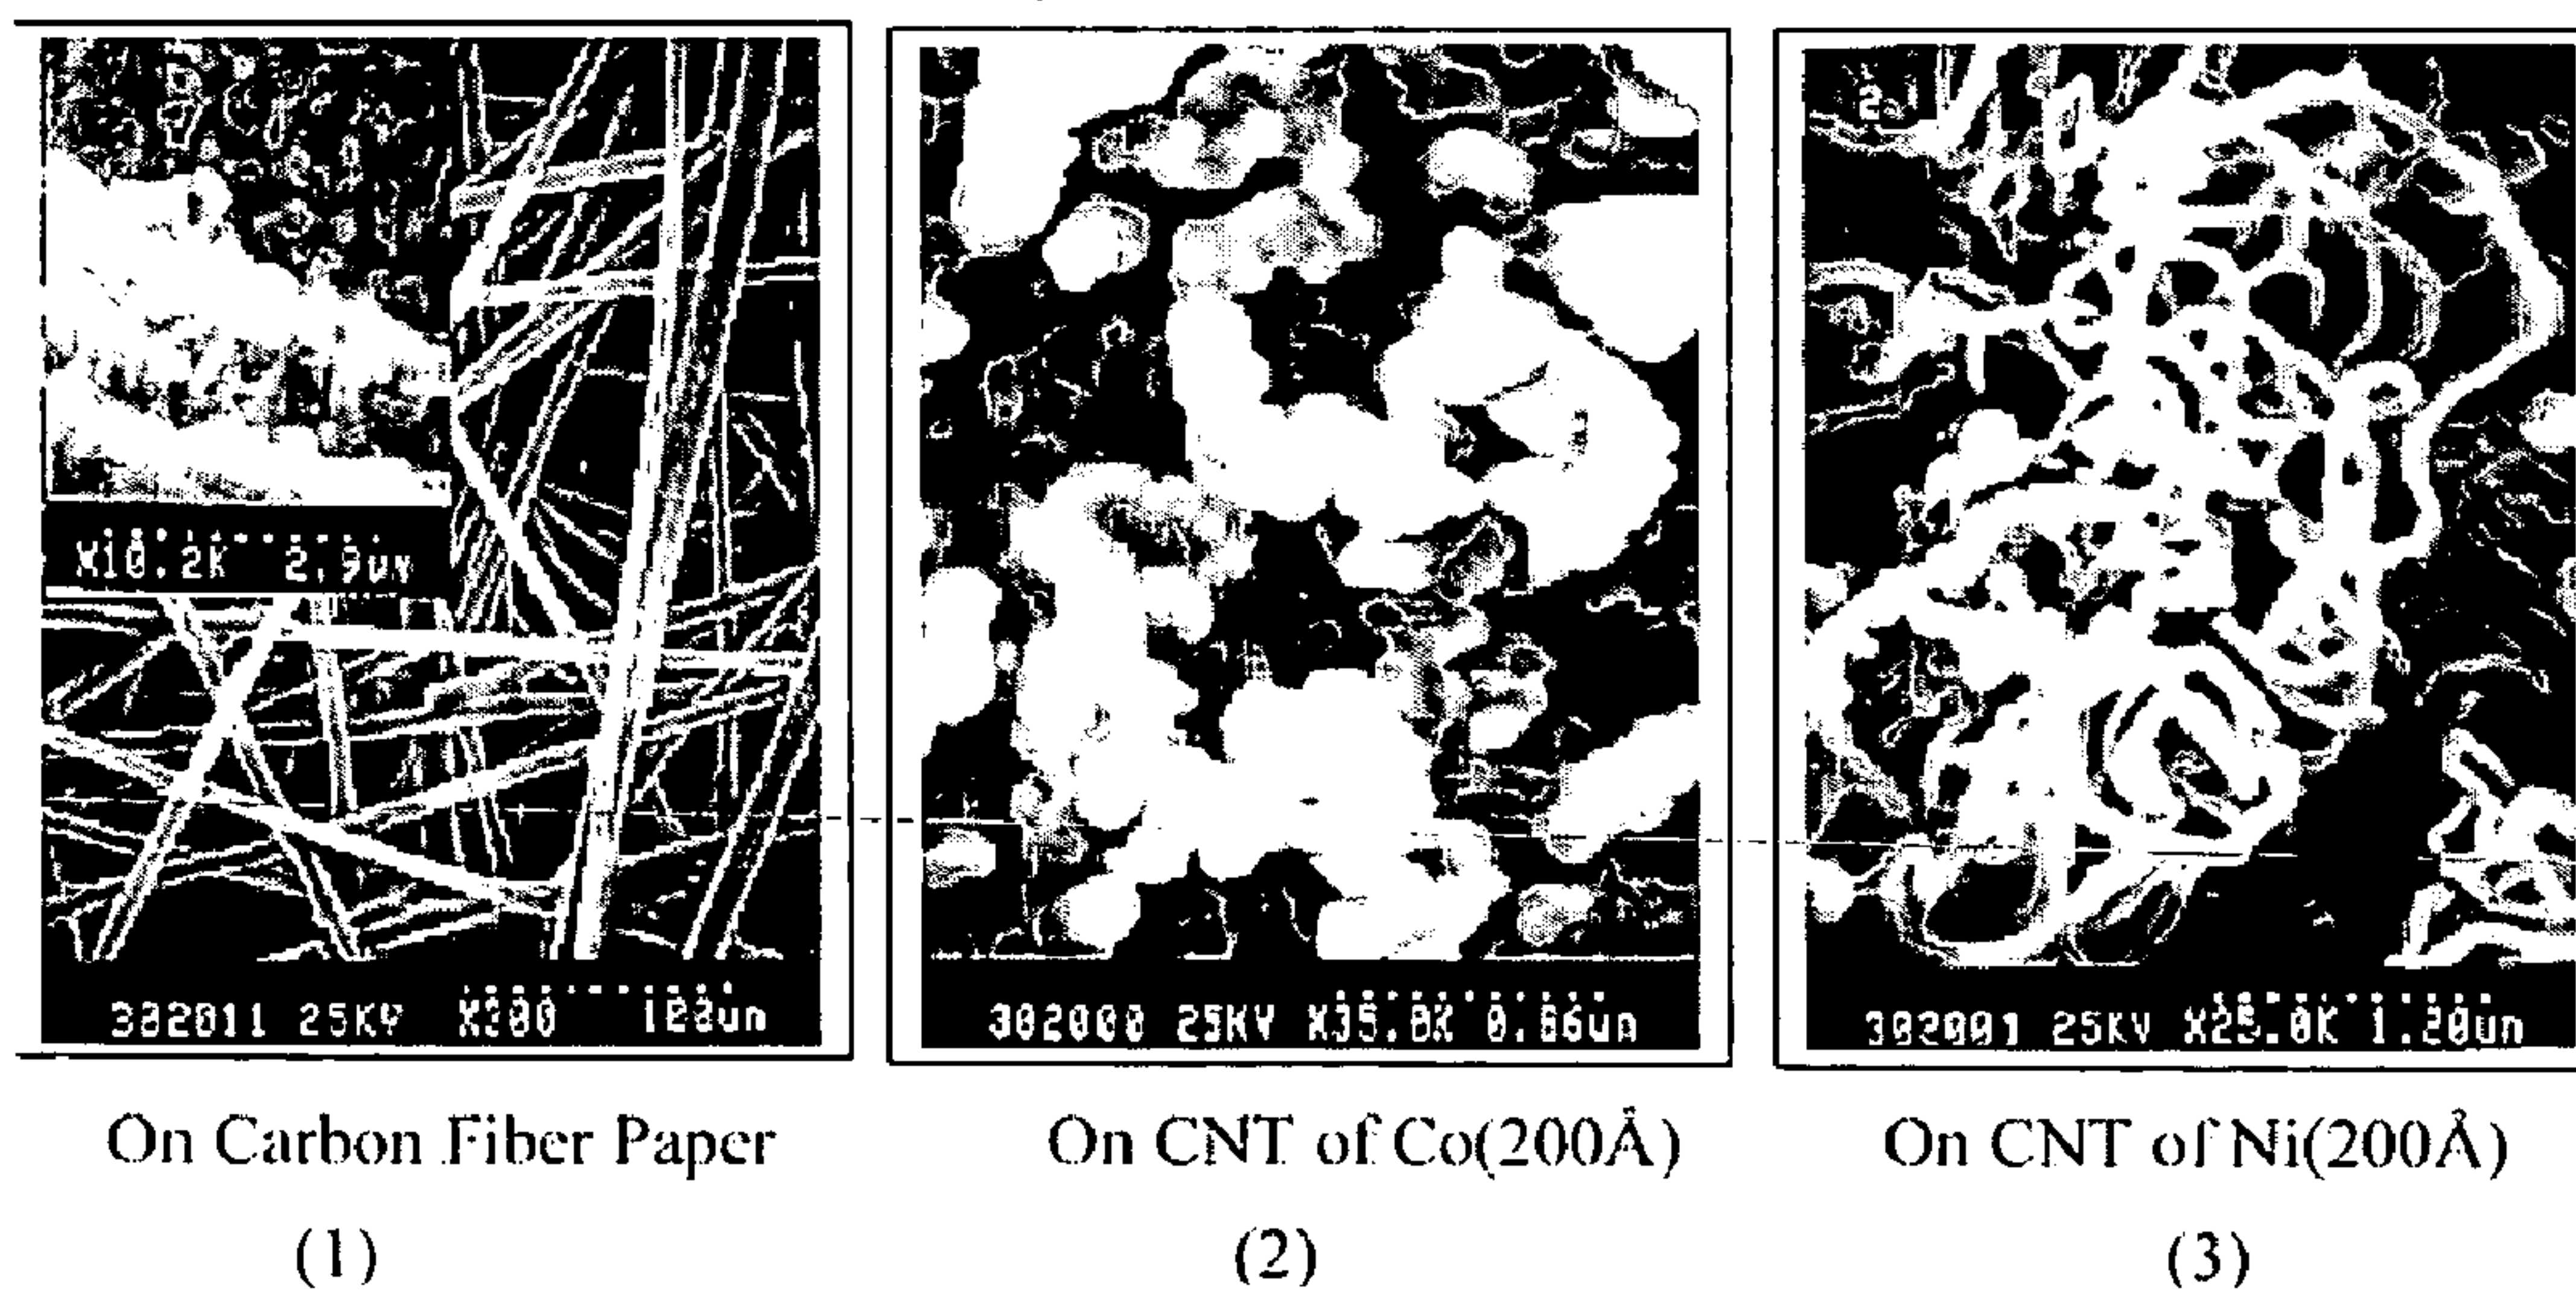 X10.2K 2.9um
302011 25KV X300 100um
302000 25KV X35.0K 0.86um
302001 25KV X25.0K 1.20um
On Carbon Fiber Paper
On CNT of Co(200Å)
On CNT of Ni(200Å)
(1)
(2)
(3)